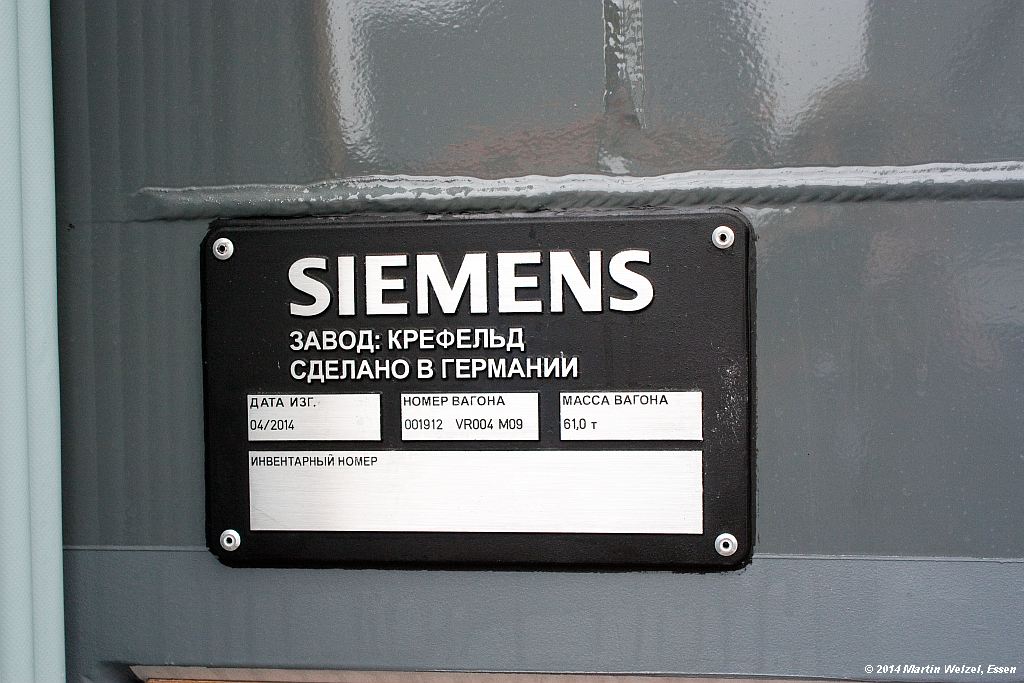 SIEMENS
ЗАВОД: КРЕФЕЛЬД
СДЕЛАНО В ГЕРМАНИИ
ДАТА ИЗГ.
04/2014
НОМЕР ВАГОНА
001912 VR004 M09
МАССА ВАГОНА
61,0 т
ИНВЕНТАРНЫЙ НОМЕР
© 2014 Martin Welzel, Essen